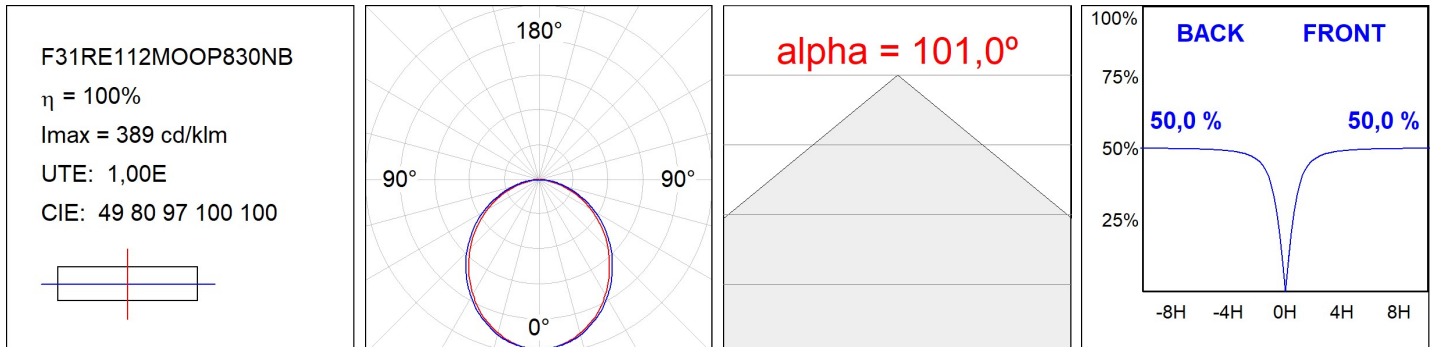 F31RE112MOOP830NB
η = 100%
Imax = 389 cd/klm
UTE: 1,00E
CIE: 49 80 97 100 100
180°
90° 90°
0°
alpha = 101,0º
100%
BACK FRONT
75%
50,0 % 50,0 %
50%
25%
-8H -4H 0H 4H 8H